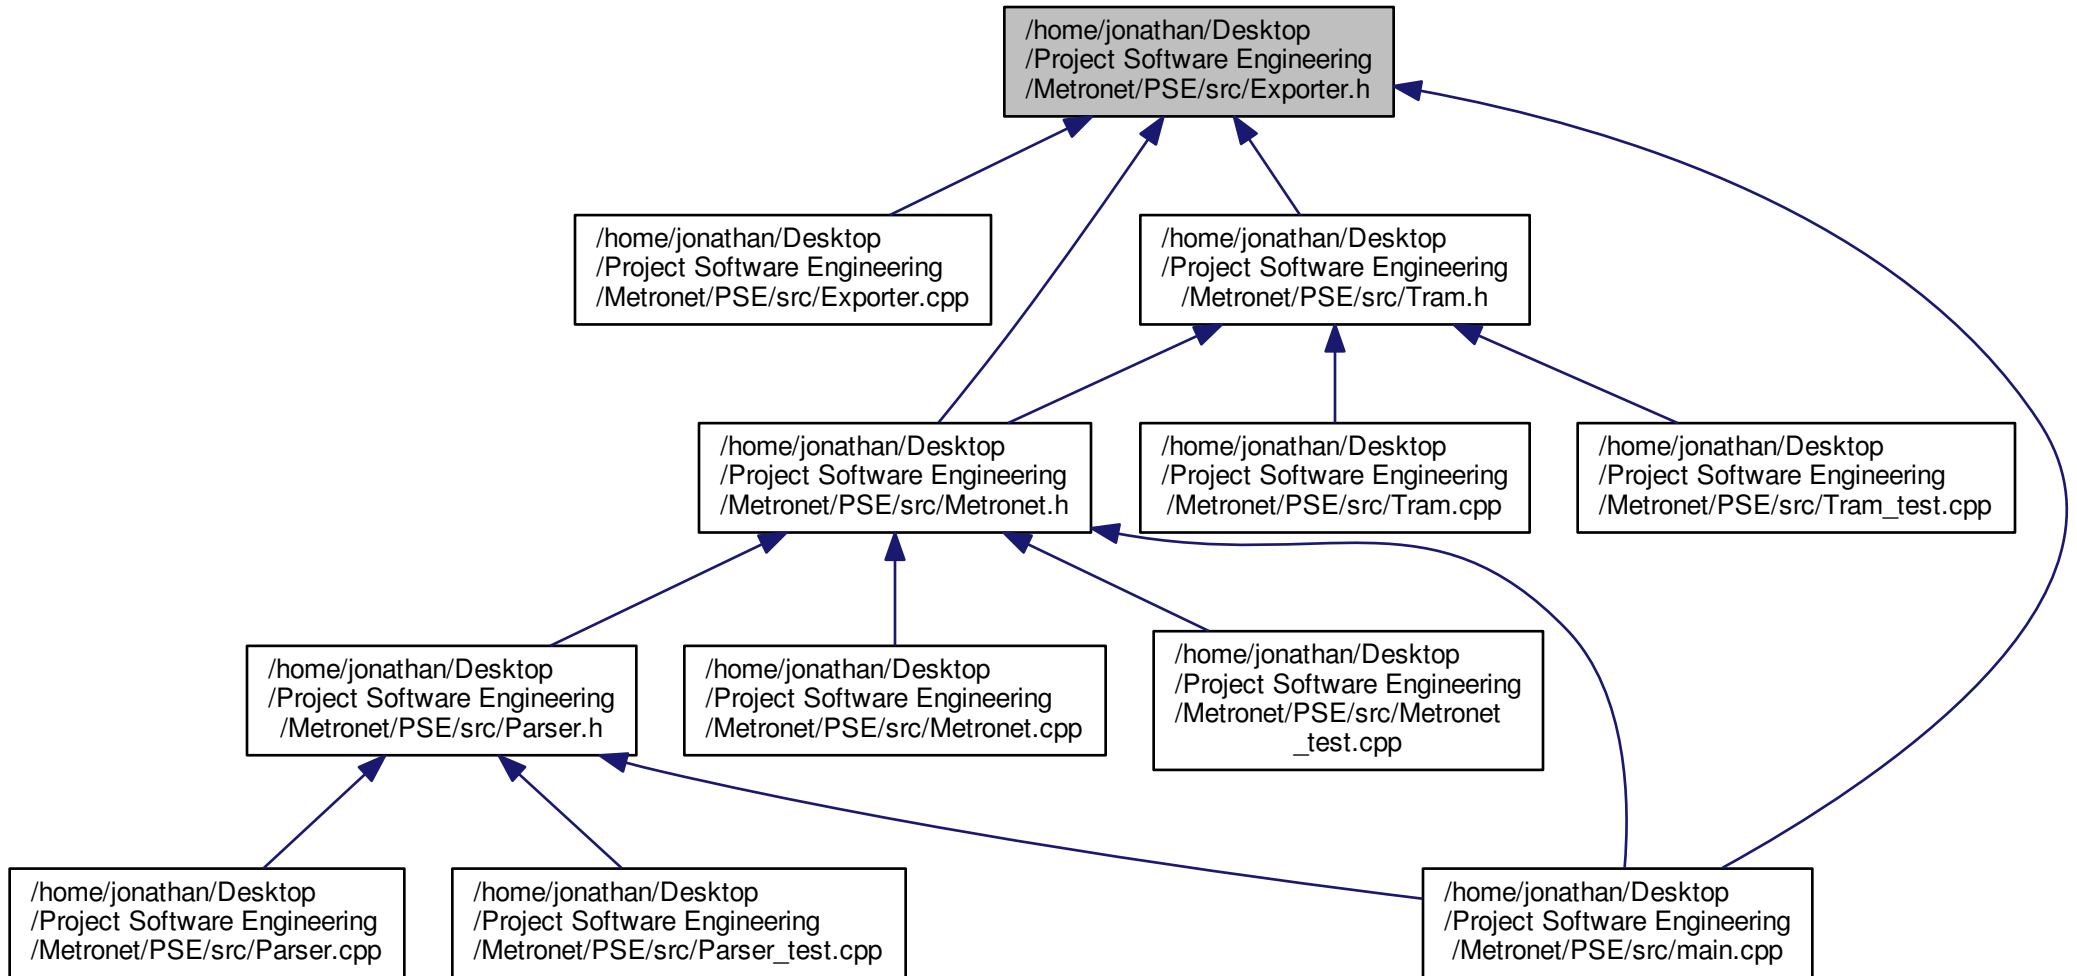 /home/jonathan/Desktop
/Project Software Engineering
/Metronet/PSE/src/Exporter.h
/home/jonathan/Desktop
/Project Software Engineering
/Metronet/PSE/src/Exporter.cpp
/home/jonathan/Desktop
/Project Software Engineering
/Metronet/PSE/src/Tram.h
/home/jonathan/Desktop
/Project Software Engineering
/Metronet/PSE/src/Metronet.h
/home/jonathan/Desktop
/Project Software Engineering
/Metronet/PSE/src/Tram.cpp
/home/jonathan/Desktop
/Project Software Engineering
/Metronet/PSE/src/Tram_test.cpp
/home/jonathan/Desktop
/Project Software Engineering
/Metronet/PSE/src/Parser.h
/home/jonathan/Desktop
/Project Software Engineering
/Metronet/PSE/src/Metronet.cpp
/home/jonathan/Desktop
/Project Software Engineering
/Metronet/PSE/src/Metronet
_test.cpp
/home/jonathan/Desktop
/Project Software Engineering
/Metronet/PSE/src/Parser.cpp
/home/jonathan/Desktop
/Project Software Engineering
/Metronet/PSE/src/Parser_test.cpp
/home/jonathan/Desktop
/Project Software Engineering
/Metronet/PSE/src/main.cpp